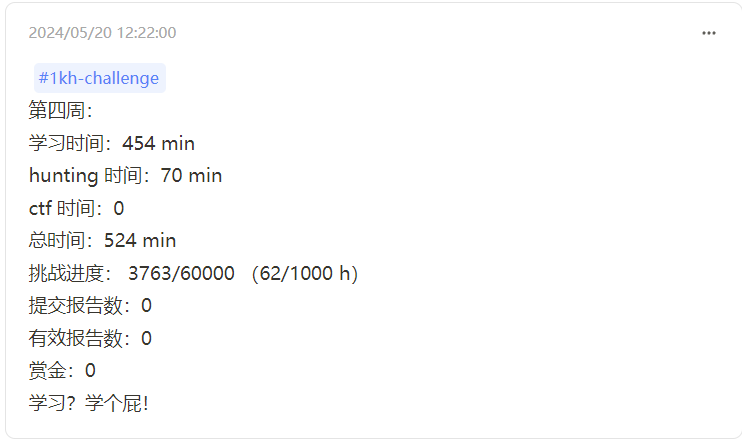 2024/05/20 12:22:00
#1kh-challenge
第四周：
学习时间：454 min
hunting 时间：70 min
ctf 时间：0
总时间：524 min
挑战进度： 3763/60000 （62/1000 h）
提交报告数：0
有效报告数：0
赏金：0
学习？学个屁！